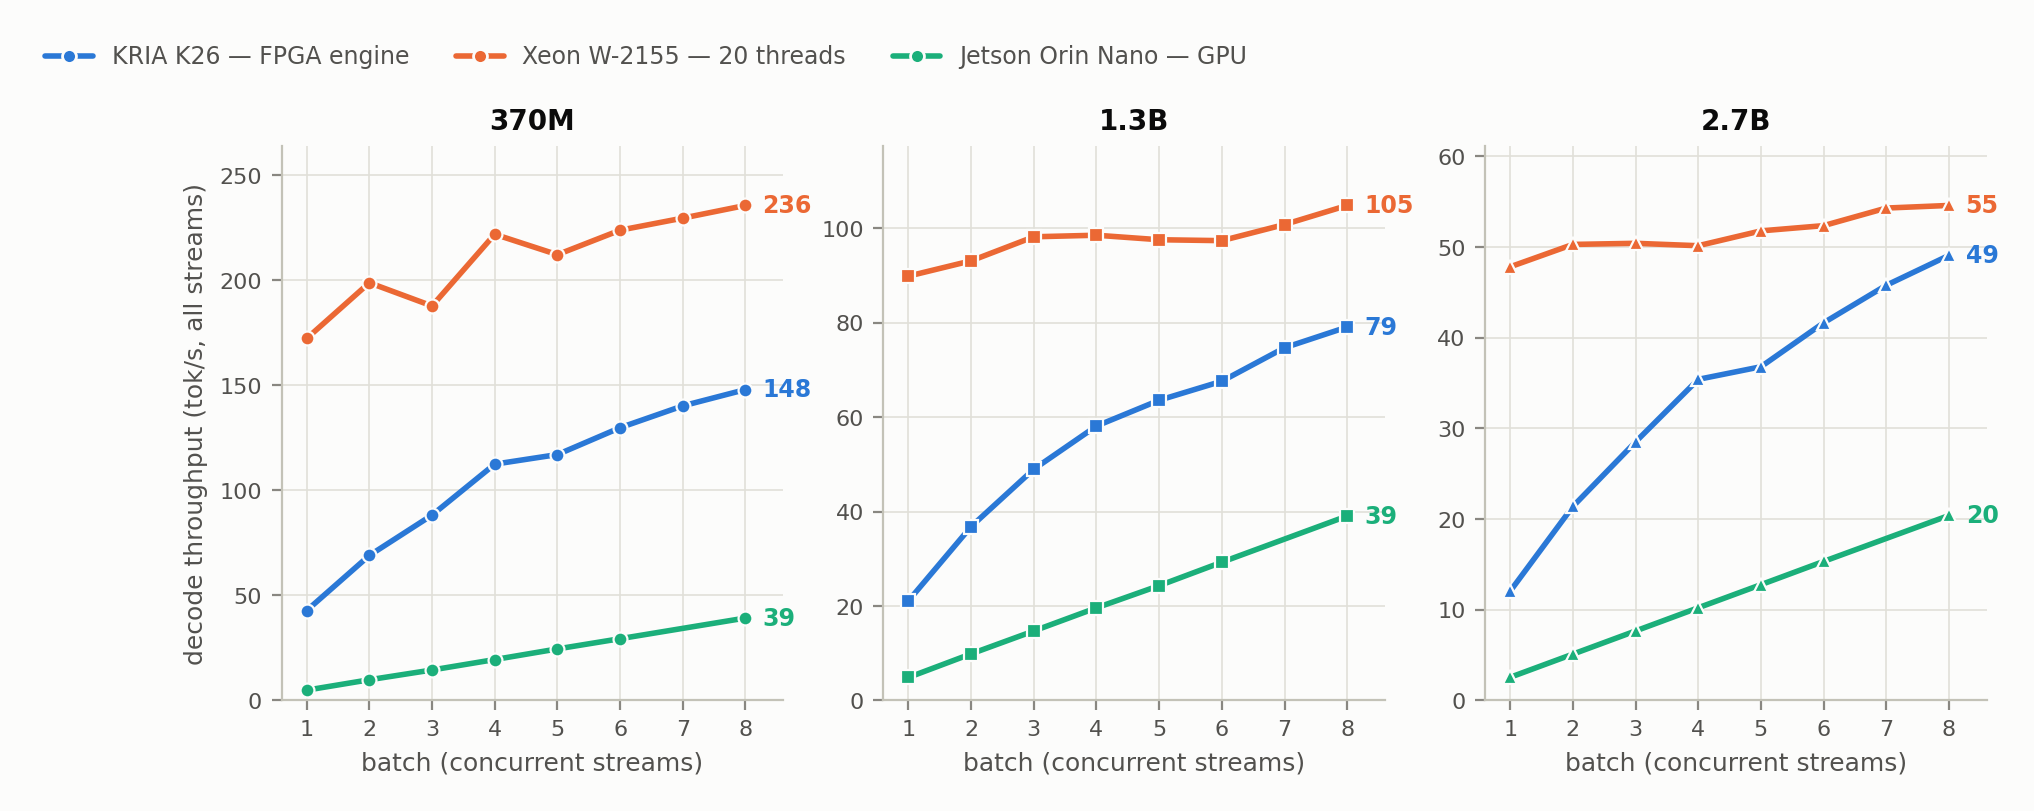 KRIA K26 — FPGA engine
Xeon W-2155 — 20 threads
Jetson Orin Nano — GPU
370M
decode throughput (tok/s, all streams)
250
200
150
100
50
0
236
148
39
1 2 3 4 5 6 7 8
batch (concurrent streams)
1.3B
100
80
60
40
20
0
105
79
39
1 2 3 4 5 6 7 8
batch (concurrent streams)
2.7B
60
50
40
30
20
10
0
55
49
20
1 2 3 4 5 6 7 8
batch (concurrent streams)